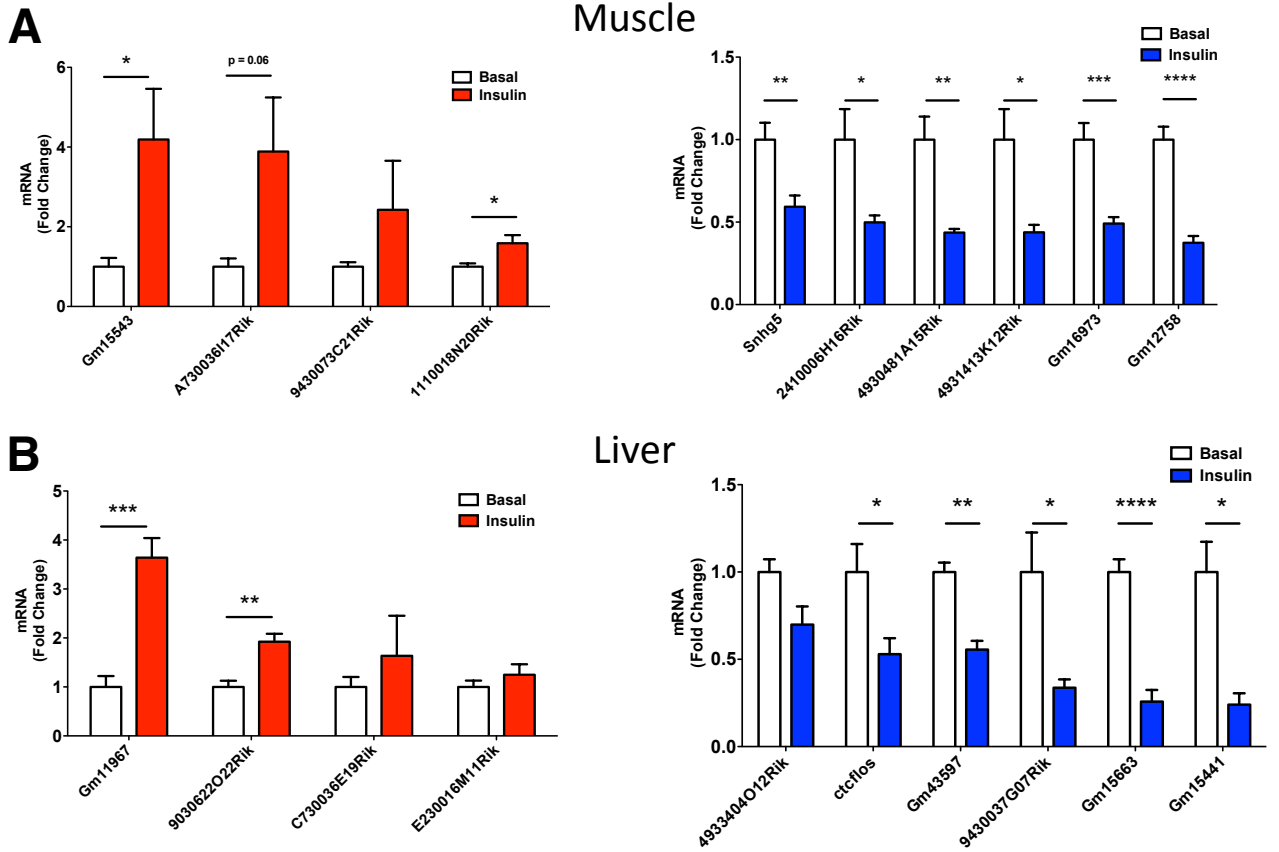 A
Muscle
*
p = 0.06
*
Basal
Insulin
6
4
2
0
mRNA
(Fold Change)
Gm15543
A730036I17Rik
9430073C21Rik
1110018N20Rik
Basal
Insulin
**
*
**
*
***
****
1.5
1.0
0.5
0.0
mRNA
(Fold Change)
Snhg5
2410006H16Rik
4930481A15Rik
4931413K12Rik
Gm16973
Gm12758
B
Liver
***
**
Basal
Insulin
5
4
3
2
1
0
mRNA
(Fold Change)
Gm11967
9030622O22Rik
C730036E19Rik
E230016M11Rik
Basal
Insulin
*
**
*
****
*
1.5
1.0
0.5
0.0
mRNA
(Fold Change)
4933404O12Rik
ctcflos
Gm43597
9430037G07Rik
Gm15663
Gm15441